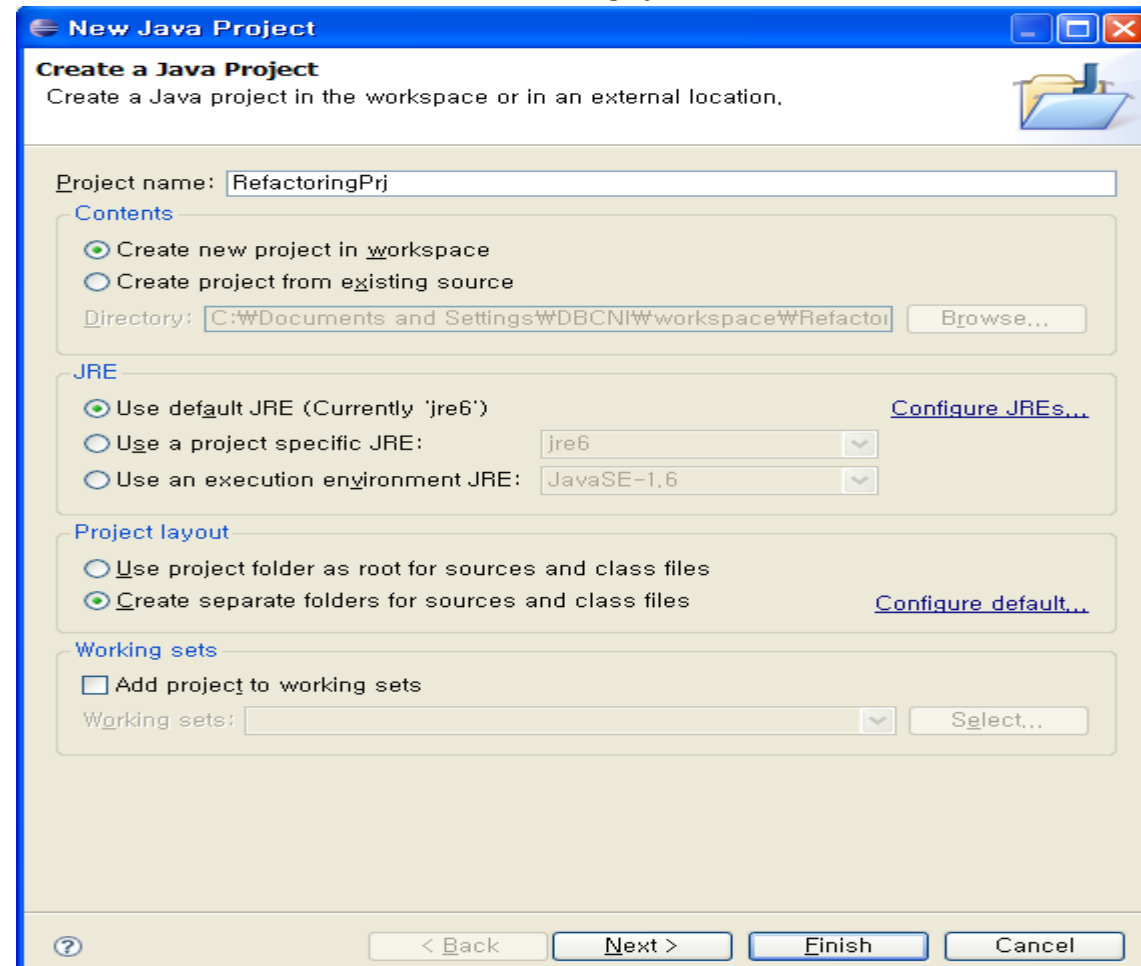 New Java Project
Create a Java Project
Create a Java project in the workspace or in an external location,
Project name: RefactoringPrj
Contents
Create new project in workspace
Create project from existing source
Directory: C:₩Documents and Settings₩DBCNI₩workspace₩Refactor Browse...
JRE
Use default JRE (Currently 'jre6') Configure JREs...
Use a project specific JRE: jre6
Use an execution environment JRE: JavaSE-1,6
Project layout
Use project folder as root for sources and class files
Create separate folders for sources and class files Configure default...
Working sets
Add project to working sets
Working sets: Select...
< Back Next > Finish Cancel